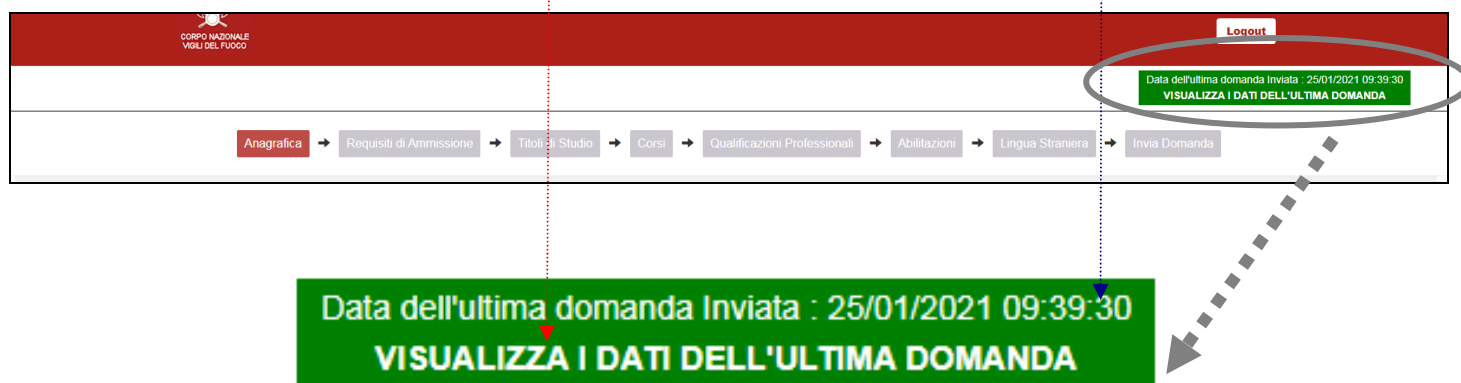 CORPO NAZIONALE
VIGILI DEL FUOCO
Logout
Data dell'ultima domanda Inviata : 25/01/2021 09:39:30
VISUALIZZA I DATI DELL'ULTIMA DOMANDA
Anagrafica ➔ Requisiti di Ammissione ➔ Titoli di Studio ➔ Corsi ➔ Qualificazioni Professionali ➔ Abilitazioni ➔ Lingua Straniera ➔ Invia Domanda
Data dell'ultima domanda Inviata : 25/01/2021 09:39:30
VISUALIZZA I DATI DELL'ULTIMA DOMANDA